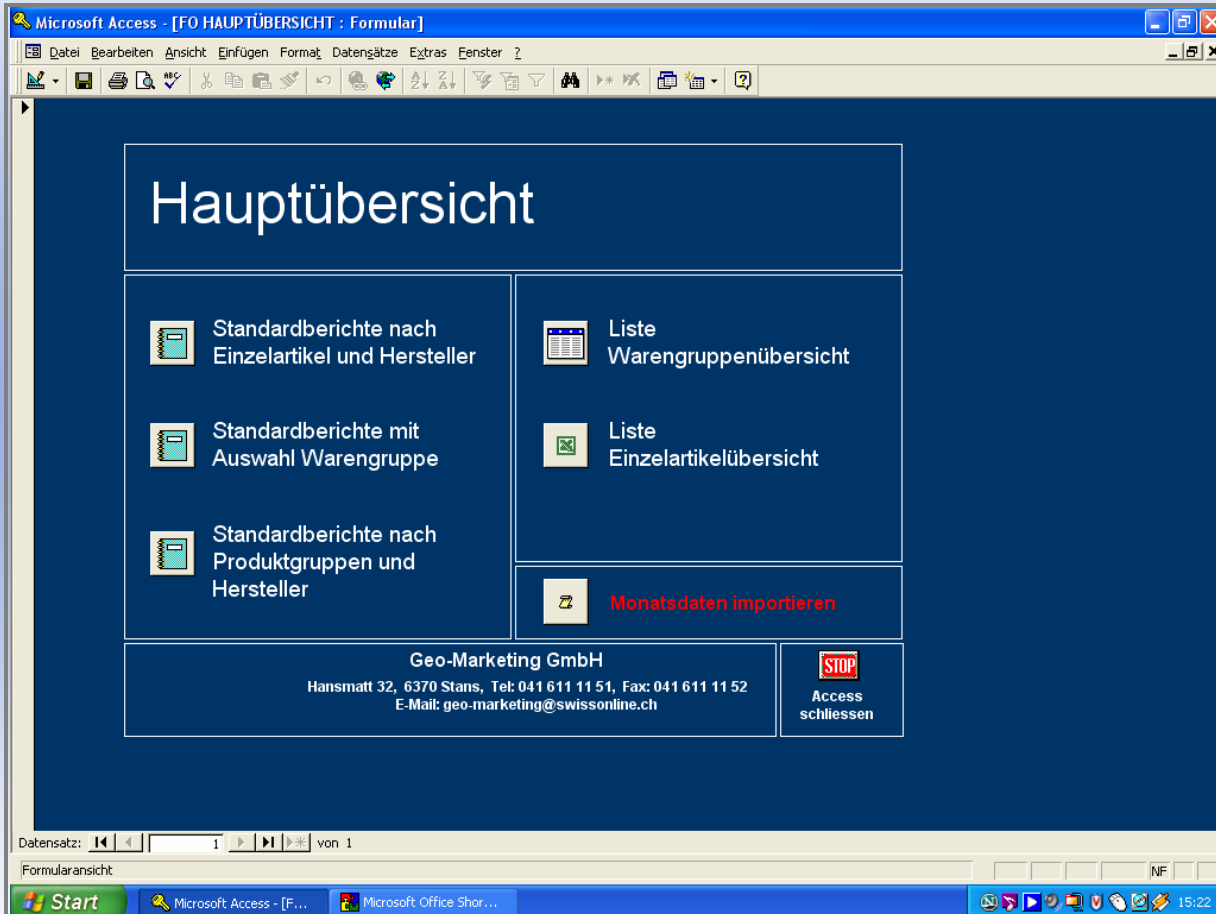 Microsoft Access - [FO HAUPTÜBERSICHT : Formular]
Datei Bearbeiten Ansicht Einfügen Format Datensätze Extras Fenster ?
Hauptübersicht
Standardberichte nach
Einzelartikel und Hersteller
Liste
Warengruppenübersicht
Standardberichte mit
Auswahl Warengruppe
Liste
Einzelartikelübersicht
Standardberichte nach
Produktgruppen und
Hersteller
Monatsdaten importieren
Geo-Marketing GmbH
Hansmatt 32, 6370 Stans, Tel: 041 611 11 51, Fax: 041 611 11 52
E-Mail: geo-marketing@swissonline.ch
STOP
Access
schliessen
Datensatz: 1 von 1
Formularansicht NF
Start Microsoft Access - [F... Microsoft Office Shor... 15:22